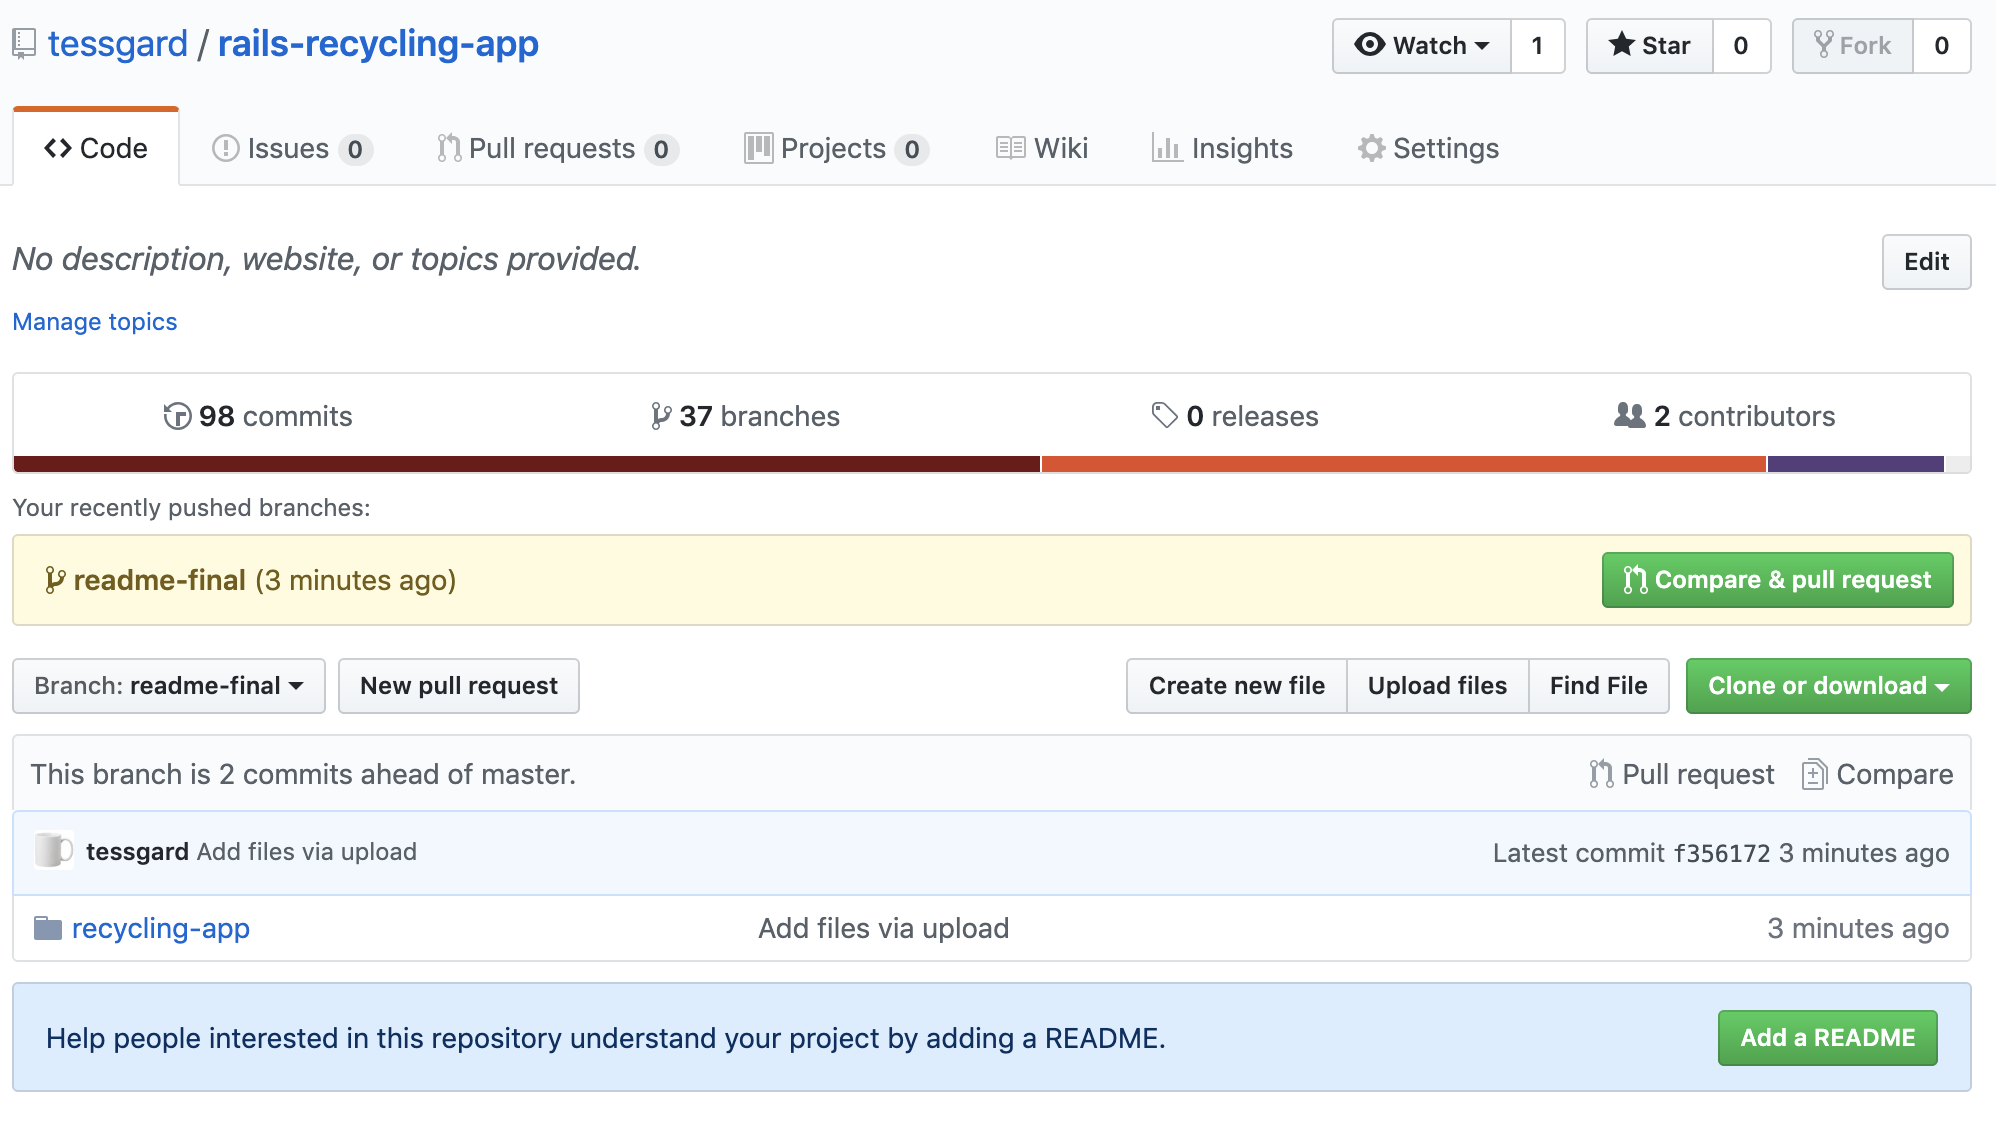 tessgard / rails-recycling-app
Watch 1 Star 0 Fork 0
Code Issues 0 Pull requests 0 Projects 0 Wiki Insights Settings
No description, website, or topics provided.
Edit
Manage topics
98 commits 37 branches 0 releases 2 contributors
Your recently pushed branches:
readme-final (3 minutes ago) Compare & pull request
Branch: readme-final New pull request Create new file Upload files Find File Clone or download
This branch is 2 commits ahead of master. Pull request Compare
tessgard Add files via upload Latest commit f356172 3 minutes ago
recycling-app Add files via upload 3 minutes ago
Help people interested in this repository understand your project by adding a README. Add a README